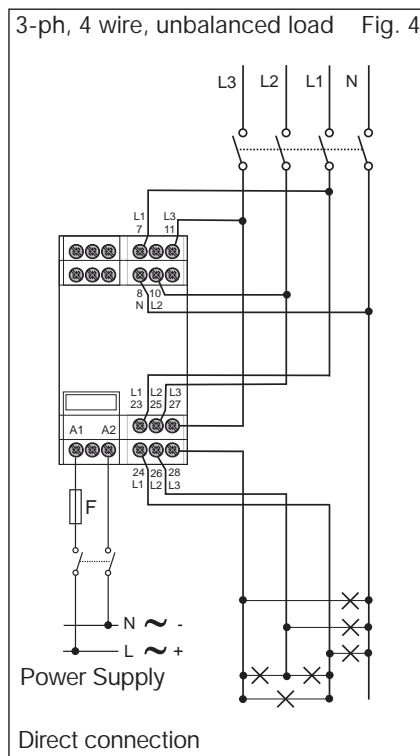 3-ph, 4 wire, unbalanced load Fig. 4
L3 L2 L1 N
L1 L3
7 11
8 10
N L2
L1 L2 L3
23 25 27
A1 A2
24 26 28
L1 L2 L3
F
N ~ -
L ~ +
Power Supply
Direct connection